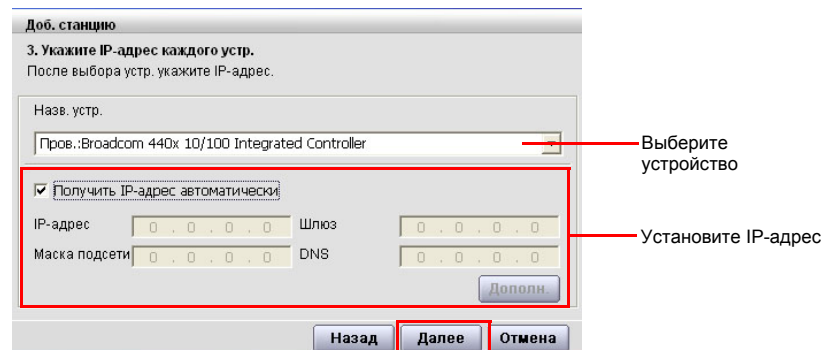 Доб. станцию
3. Укажите IP-адрес каждого устр.
После выбора устр. укажите IP-адрес.
Назв. устр.
Пров.:Broadcom 440x 10/100 Integrated Controller
Выберите
устройство
Получить IP-адрес автоматически
IP-адрес 0 . 0 . 0 . 0 Шлюз 0 . 0 . 0 . 0
Установите IP-адрес
Маска подсети 0 . 0 . 0 . 0 DNS 0 . 0 . 0 . 0
Дополн.
Назад Далее Отмена